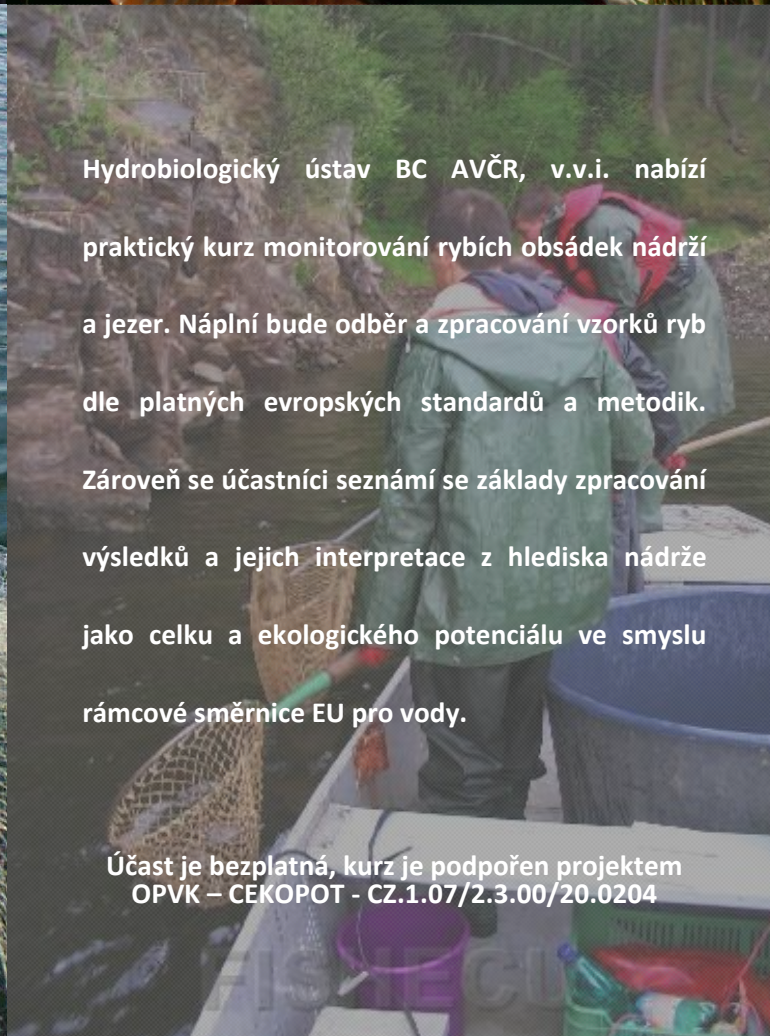 Hydrobiologický ústav BC AVČR, v.v.i. nabízí
praktický kurz monitorování rybích obsádek nádrží
a jezer. Náplní bude odběr a zpracování vzorků ryb
dle platných evropských standardů a metodik.
Zároveň se účastníci seznámí se základy zpracování
výsledků a jejich interpretace z hlediska nádrže
jako celku a ekologického potenciálu ve smyslu
rámcové směrnice EU pro vody.
Účast je bezplatná, kurz je podpořen projektem
OPVK – CEKOPOT - CZ.1.07/2.3.00/20.0204